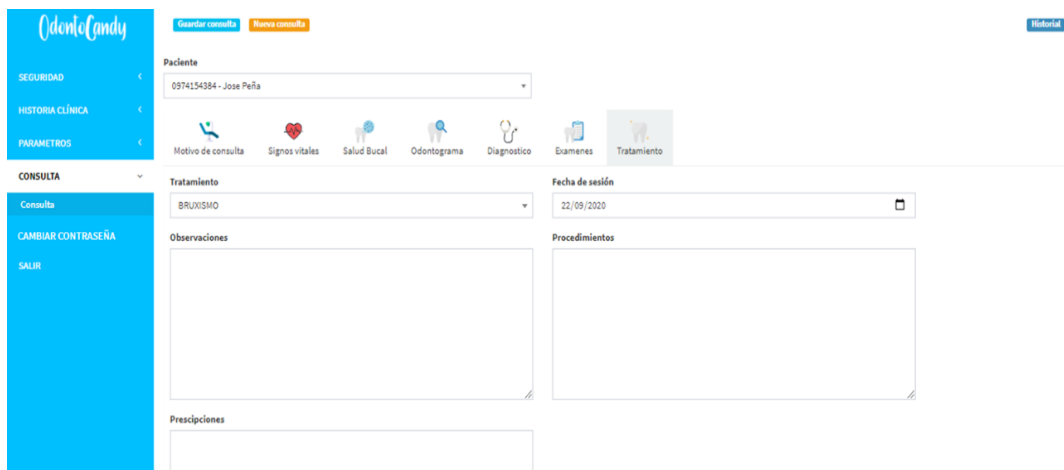 OdontoCandy
Guardar consulta
Nueva consulta
Historial
SEGURIDAD
HISTORIA CLÍNICA
PARAMETROS
CONSULTA
Consulta
CAMBIAR CONTRASEÑA
SALIR
Paciente
0974154384 - Jose Peña
Motivo de consulta
Signos vitales
Salud Bucal
Odontograma
Diagnostico
Examenes
Tratamiento
Tratamiento
BRUXISMO
Fecha de sesión
22/09/2020
Observaciones
Procedimientos
Prescipciones